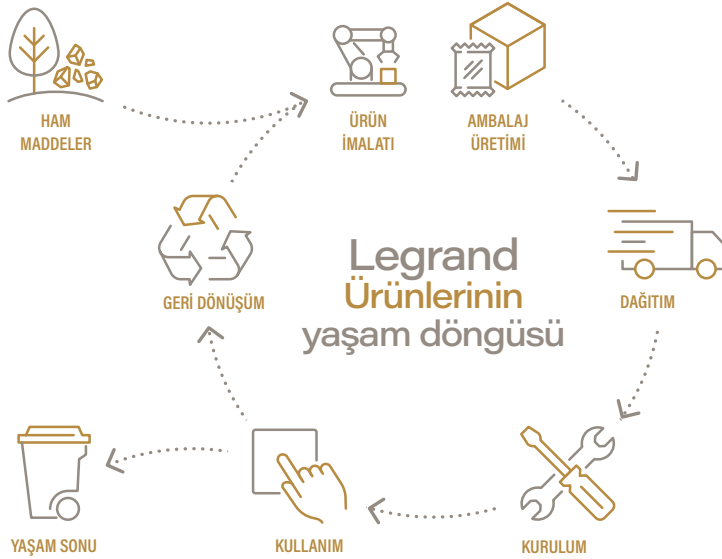 HAM
MADDELER
ÜRÜN
İMALATI
AMBALAJ
ÜRETİMİ
DAĞITIM
GERİ DÖNÜŞÜM
Legrand
Ürünlerinin
yaşam döngüsü
YAŞAM SONU
KULLANIM
KURULUM